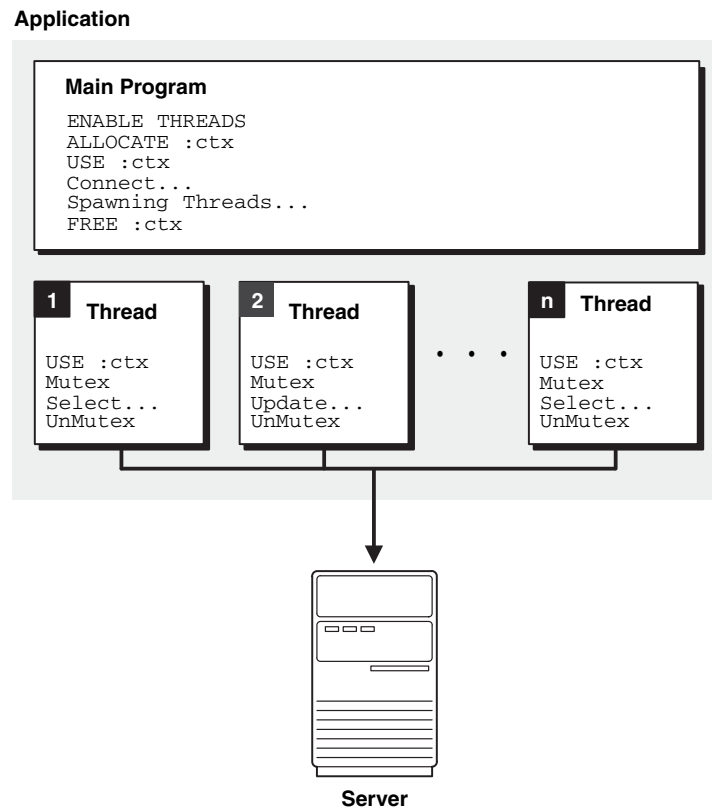 Application
Main Program
ENABLE THREADS
ALLOCATE :ctx
USE :ctx
Connect...
Spawning Threads...
FREE :ctx
1
Thread
USE :ctx
Mutex
Select...
UnMutex
2
Thread
USE :ctx
Mutex
Update...
UnMutex
. . .
n
Thread
USE :ctx
Mutex
Select...
UnMutex
Server